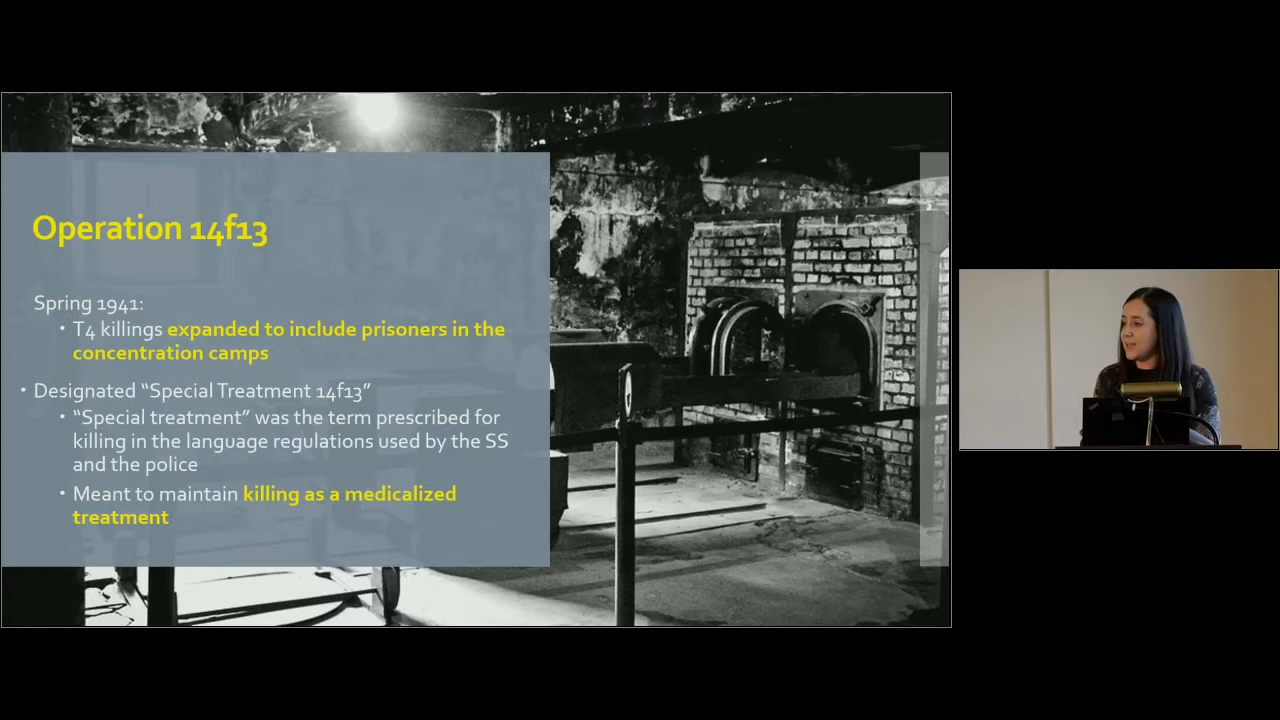 Operation 14f13
Spring 1941:
• T4 killings expanded to include prisoners in the
concentration camps
• Designated “Special Treatment 14f13”
• “Special treatment” was the term prescribed for
killing in the language regulations used by the SS
and the police
• Meant to maintain killing as a medicalized
treatment